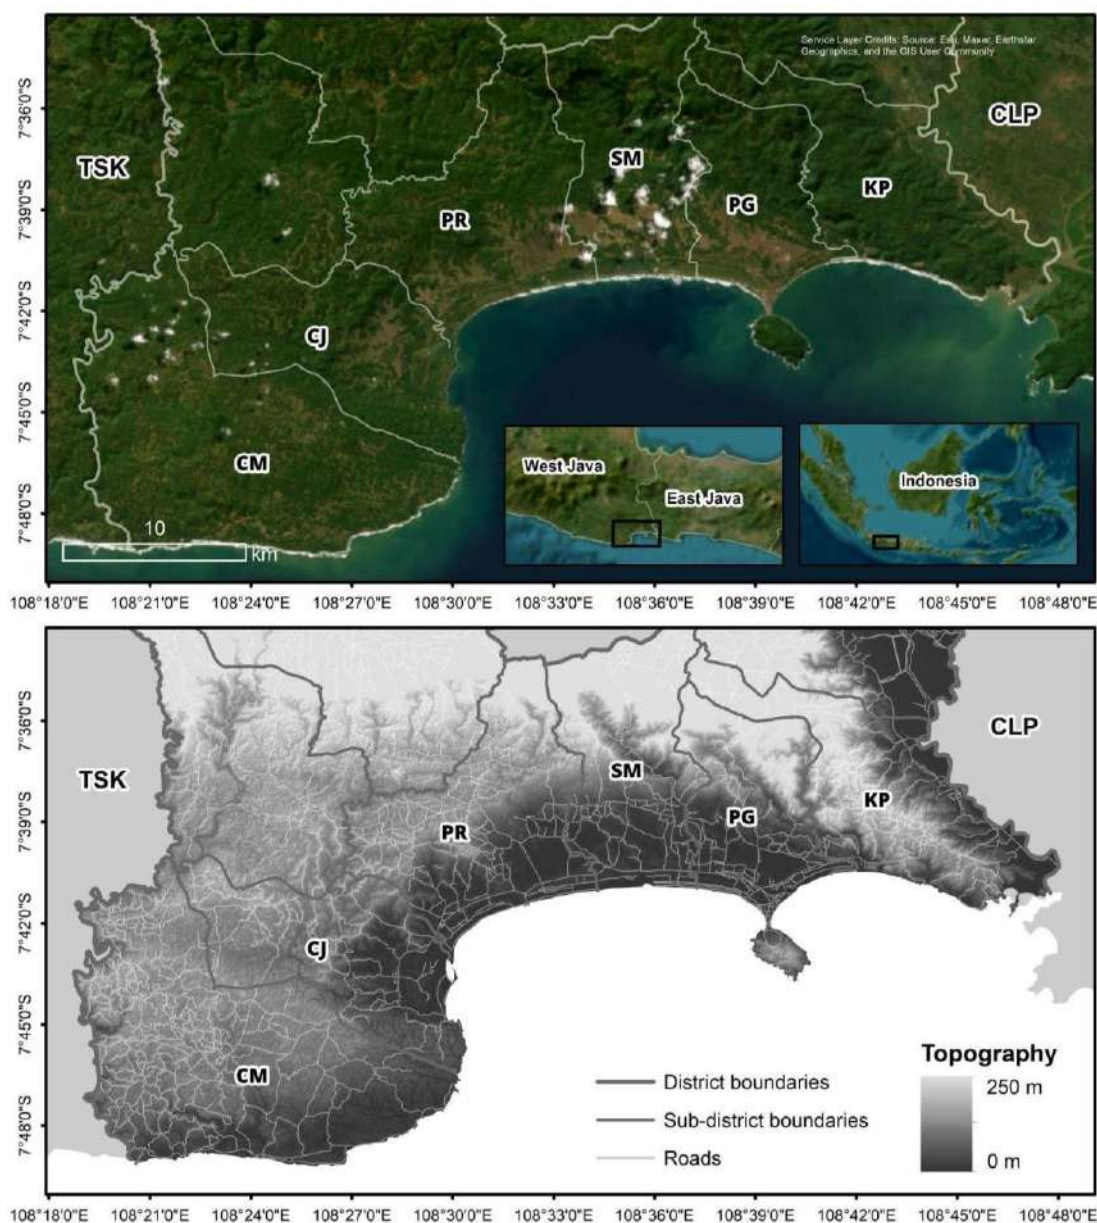 Service Layer Credits: Source: Esri, Maxar, Earthstar
Geographics, and the GIS User Community
7°36'0"S
7°39'0"S
7°42'0"S
7°45'0"S
7°48'0"S
TSK
CLP
SM
KP
PG
PR
CJ
CM
West Java
East Java
Indonesia
10
km
108°18'0"E 108°21'0"E 108°24'0"E 108°27'0"E 108°30'0"E 108°33'0"E 108°36'0"E 108°39'0"E 108°42'0"E 108°45'0"E 108°48'0"E
7°36'0"S
7°39'0"S
7°42'0"S
7°45'0"S
7°48'0"S
CLP
TSK
SM
KP
PG
PR
CJ
CM
Topography
250 m
0 m
District boundaries
Sub-district boundaries
Roads
108°18'0"E 108°21'0"E 108°24'0"E 108°27'0"E 108°30'0"E 108°33'0"E 108°36'0"E 108°39'0"E 108°42'0"E 108°45'0"E 108°48'0"E